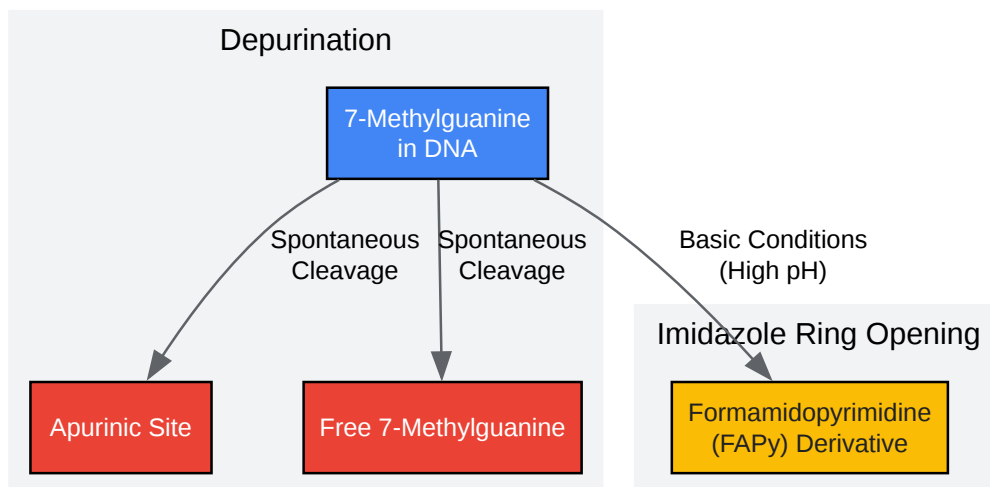 Depurination
7-Methylguanine
in DNA
Spontaneous
Cleavage
Spontaneous
Cleavage
Basic Conditions
(High pH)
Imidazole Ring Opening
Apurinic Site
Free 7-Methylguanine
Formamidopyrimidine
(FAPy) Derivative